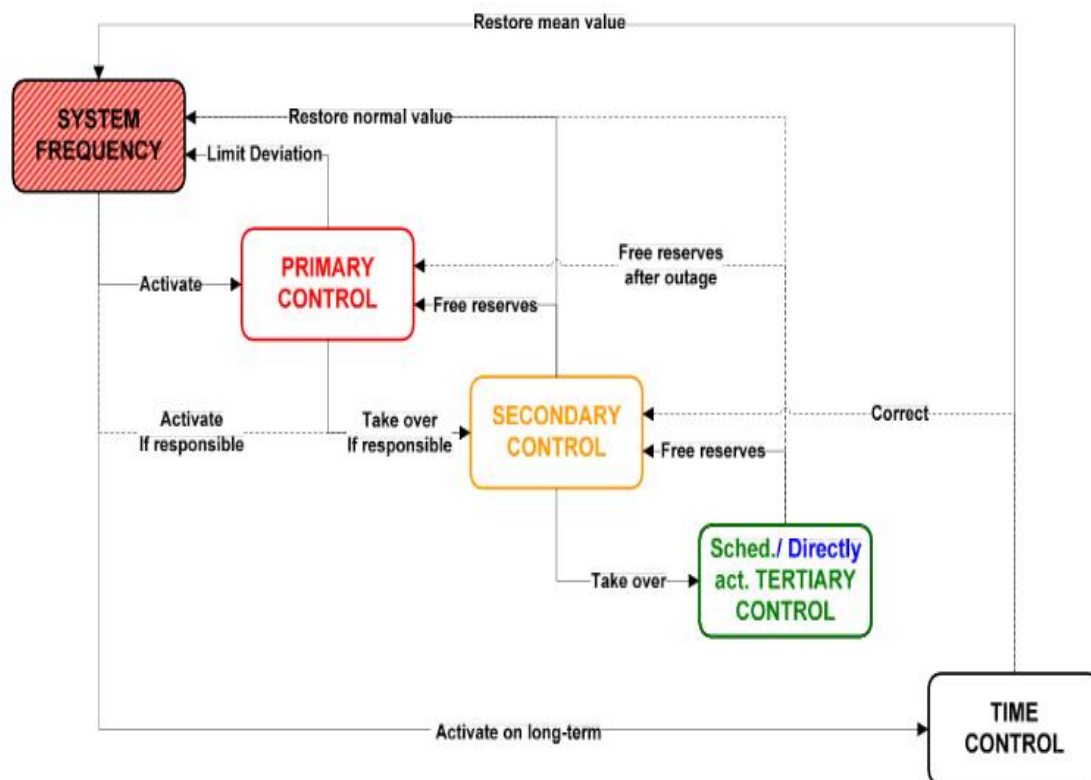 Restore mean value
SYSTEM
FREQUENCY
Restore normal value
Limit Deviation
PRIMARY
CONTROL
Free reserves
after outage
Activate
Free reserves
Activate
If responsible
Take over
If responsible
SECONDARY
CONTROL
Correct
Free reserves
Sched./ Directly
act. TERTIARY
CONTROL
Take over
TIME
CONTROL
Activate on long-term